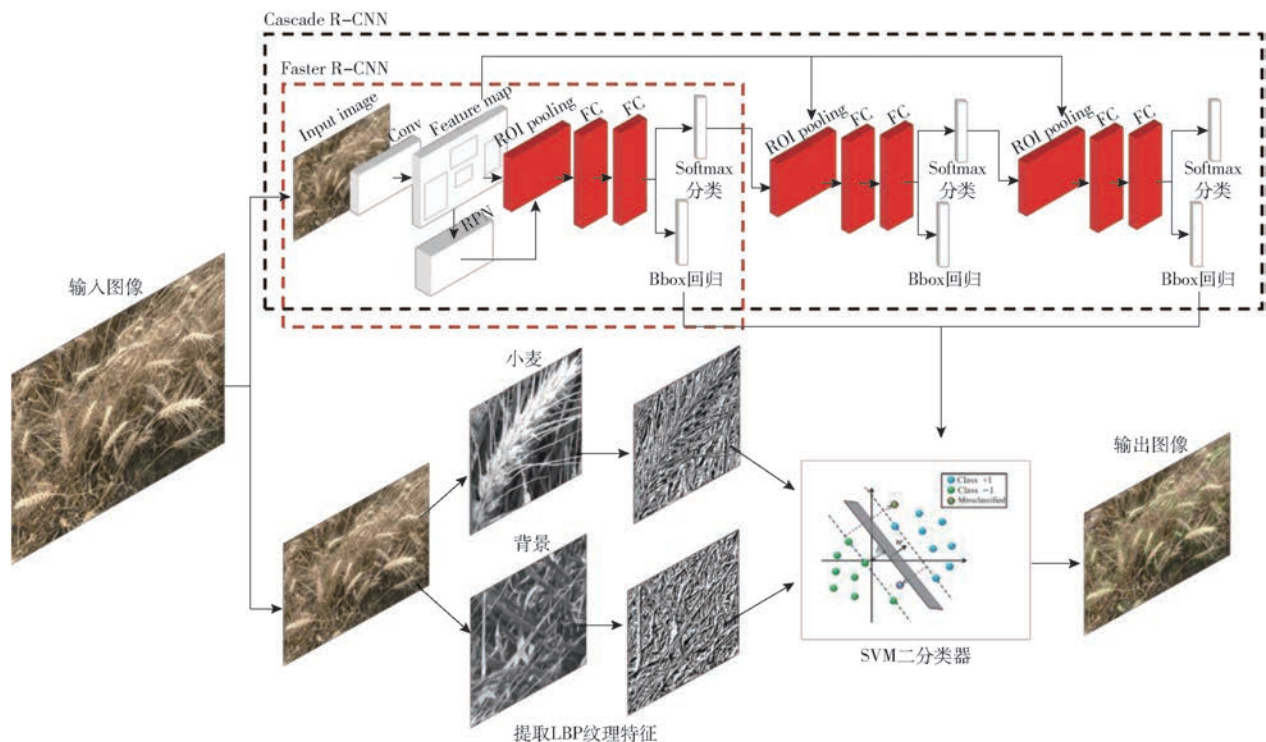 Cascade R-CNN
Faster R-CNN
Input image
Conv
Feature map
ROI pooling
FC
FC
Softmax
分类
RPN
Bbox回归
ROI pooling
FC
FC
Softmax
分类
Bbox回归
ROI pooling
FC
FC
Softmax
分类
Bbox回归
输入图像
小麦
背景
提取LBP纹理特征
Class +1
Class -1
Missclassified
SVM二分类器
输出图像